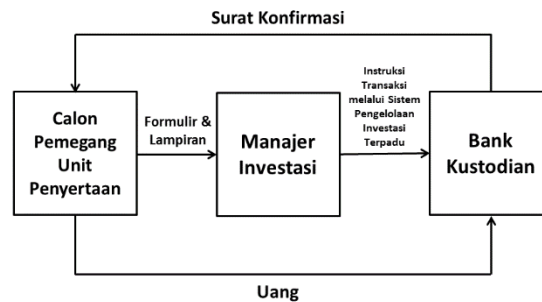 Surat Konfirmasi
Calon
Pemegang
Unit
Penyertaan
Formulir &
Lampiran
Manajer
Investasi
Instruksi
Transaksi
melalui Sistem
Pengelolaan
Investasi
Terpadu
Bank
Kustodian
Uang